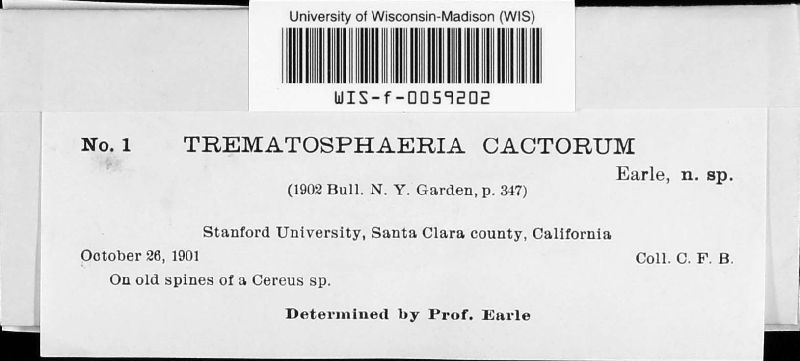 University of Wisconsin-Madison (WIS)
WIS-f-0059202
No. 1 TREMATOSPHAERIA CACTORUM
Earle, n. sp.
(1902 Bull. N. Y. Garden, p. 347)
Stanford University, Santa Clara county, California
October 26, 1901 Coll. C. F. B.
On old spines of a Cereus sp.
Determined by Prof. Earle